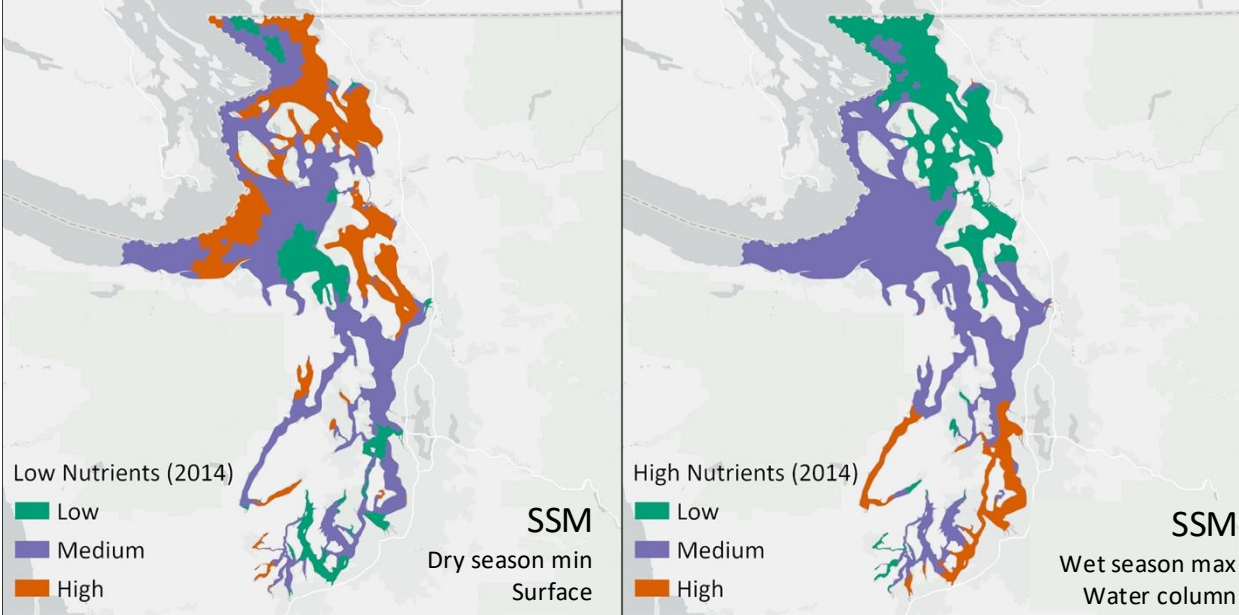 Low Nutrients (2014)
Low
Medium
High
SSM
Dry season min
Surface
High Nutrients (2014)
Low
Medium
High
SSM
Wet season max
Water column